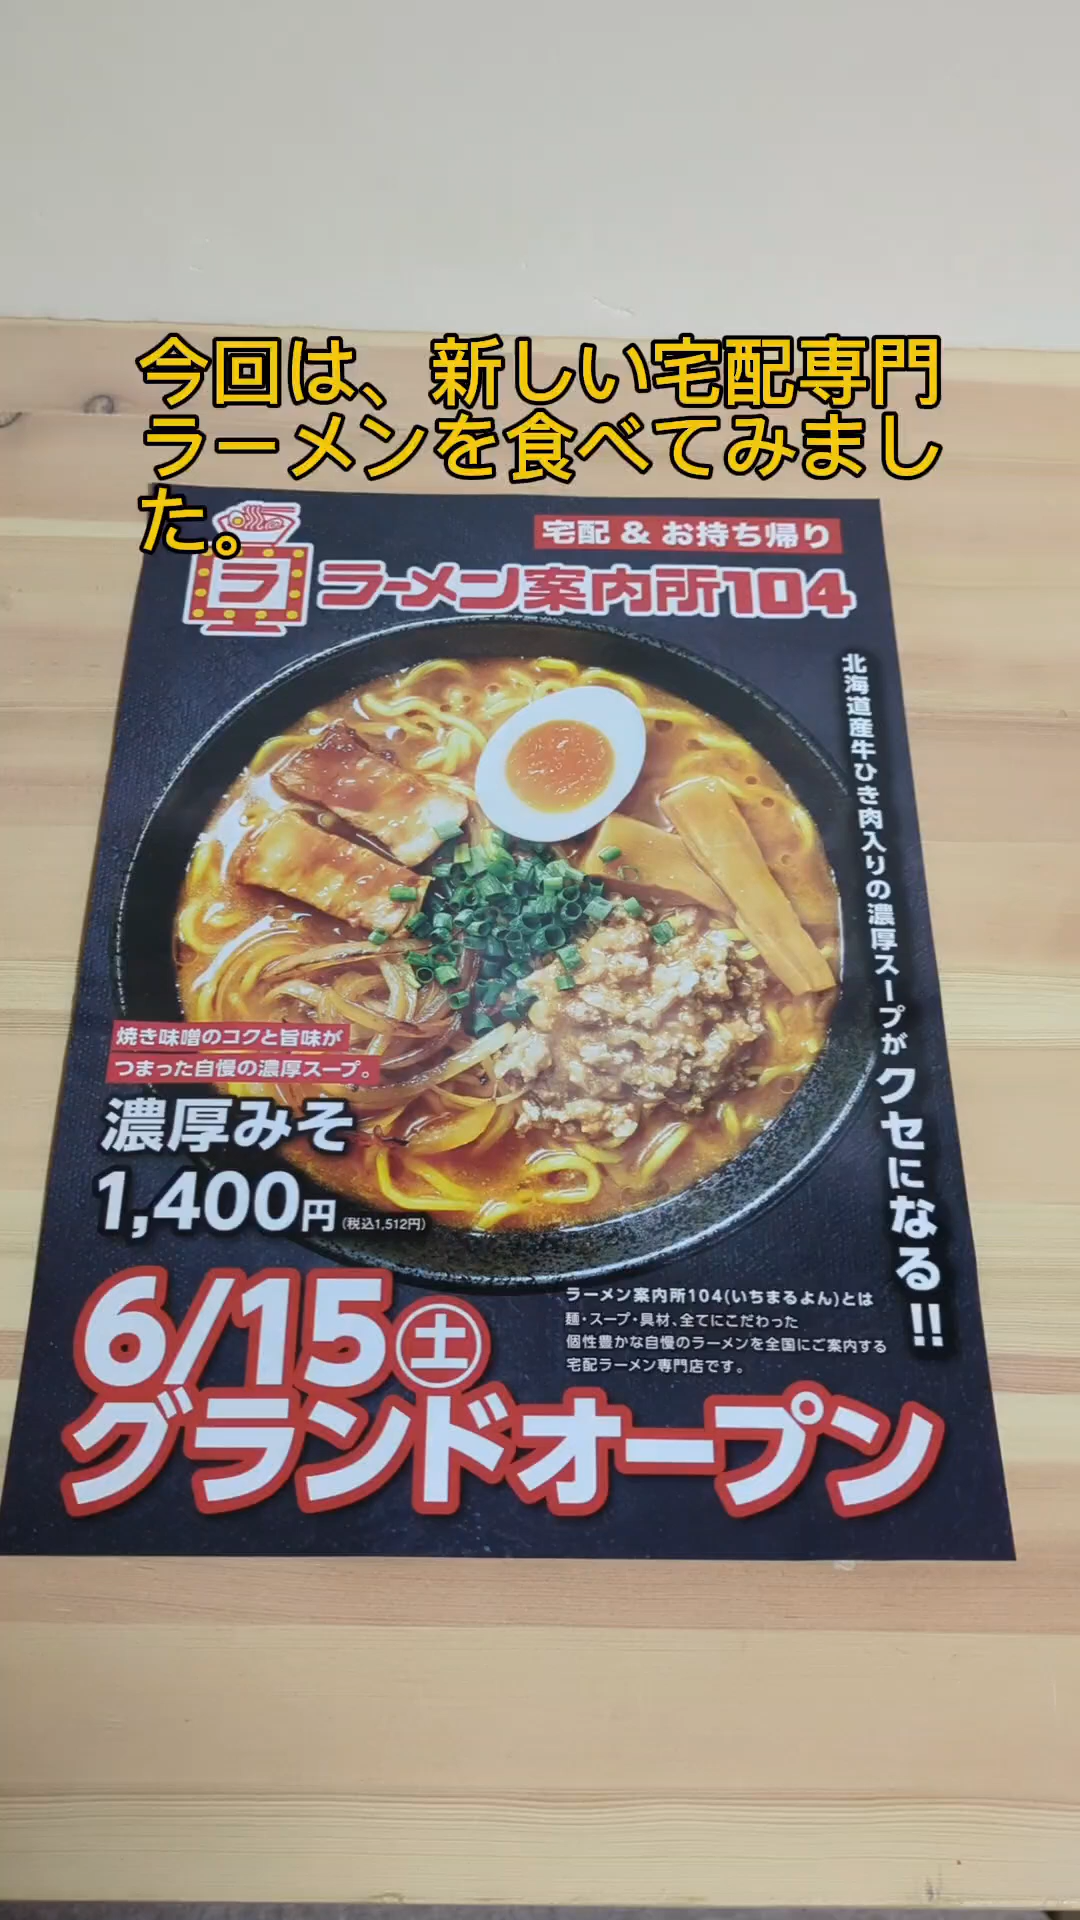 今回は、新しい宅配専門
ラーメンを食べてみまし
た。
宅配 & お持ち帰り
ラ
ラーメン案内所104
北海道産牛ひき肉入りの濃厚スープがクセになる!!
焼き味噌のコクと旨味が
つまった自慢の濃厚スープ。
濃厚みそ
1,400円(税込1,512円)
6/15土
グランドオープン
ラーメン案内所104(いちまるよん)とは
麺・スープ・具材、全てにこだわった
個性豊かな自慢のラーメンを全国にご案内する
宅配ラーメン専門店です。